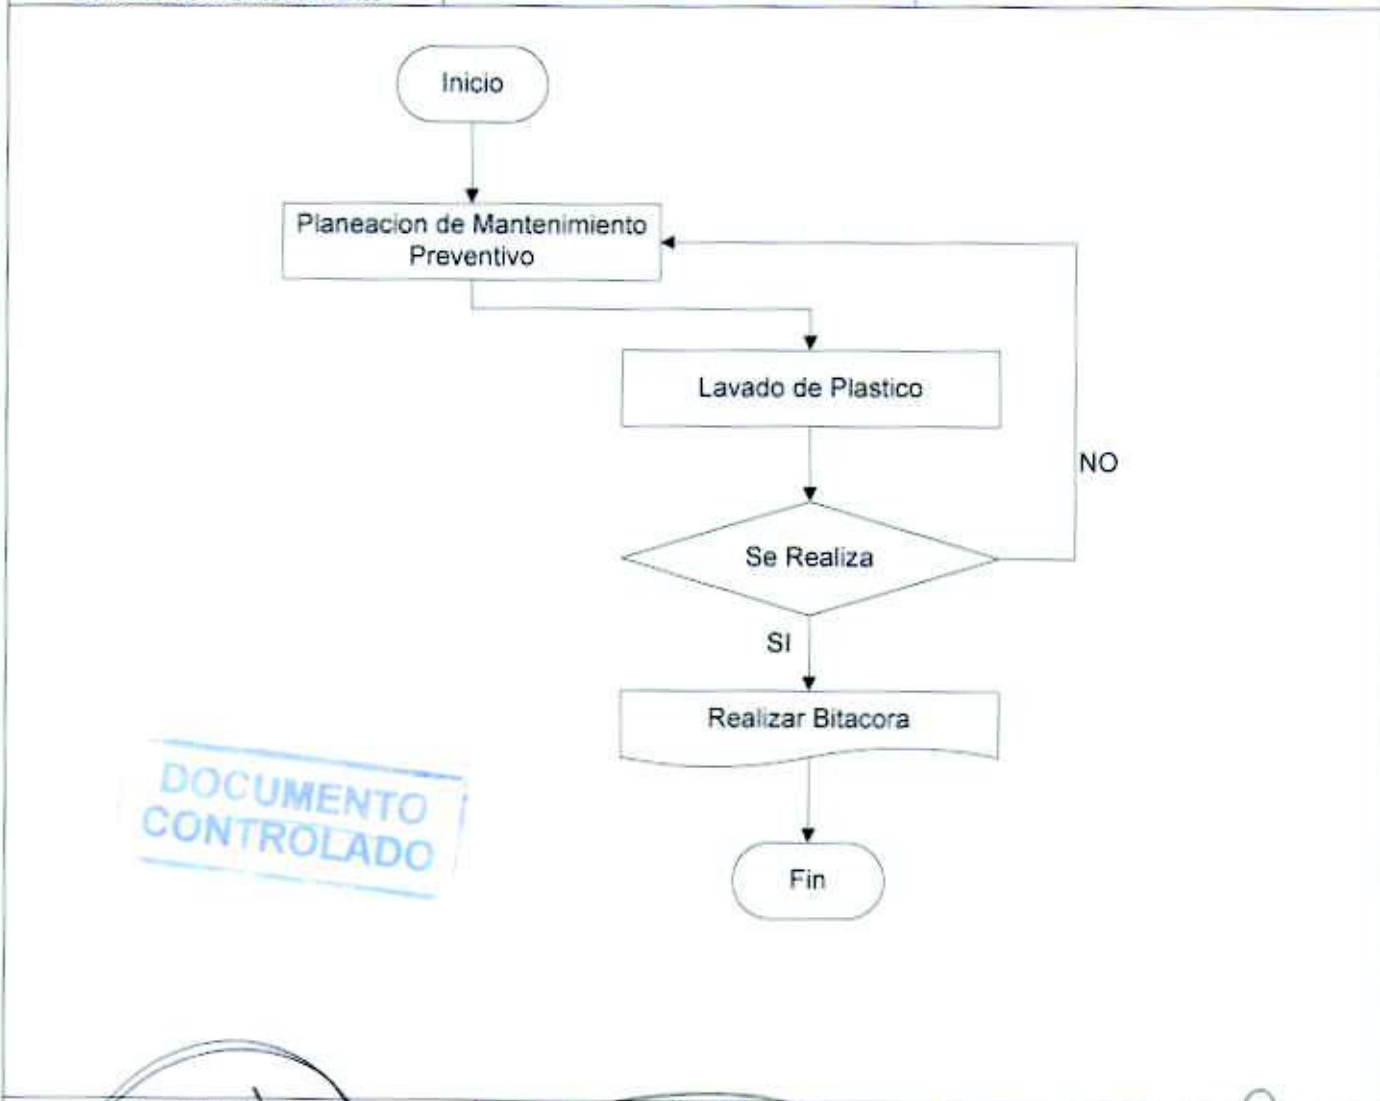 Inicio
Planeacion de Mantenimiento
Preventivo
Lavado de Plastico
NO
Se Realiza
SI
Realizar Bitacora
DOCUMENTO
CONTROLADO
Fin